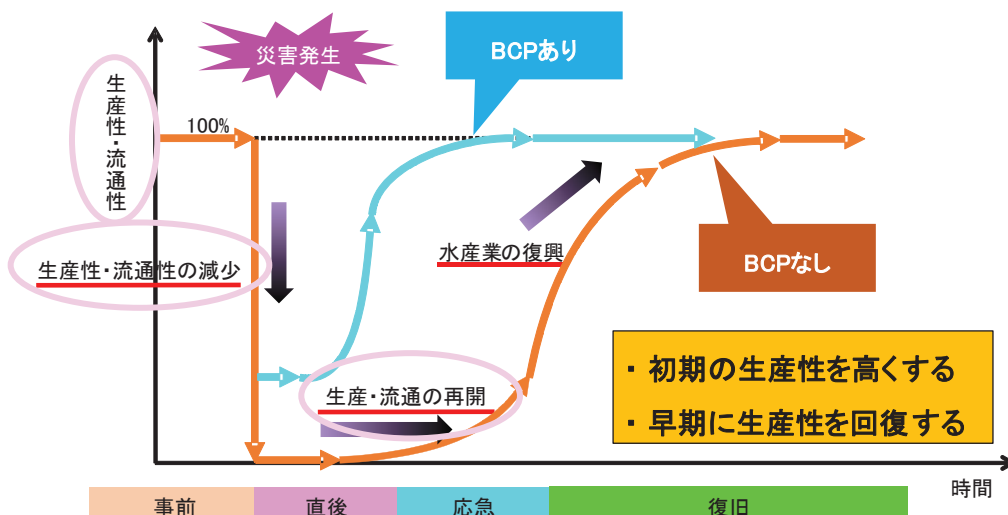 災害発生
BCPあり
生産性・流通性
100%
生産性・流通性の減少
水産業の復興
BCPなし
生産・流通の再開
・ 初期の生産性を高くする
・ 早期に生産性を回復する
時間
事前
直後
応急
復旧